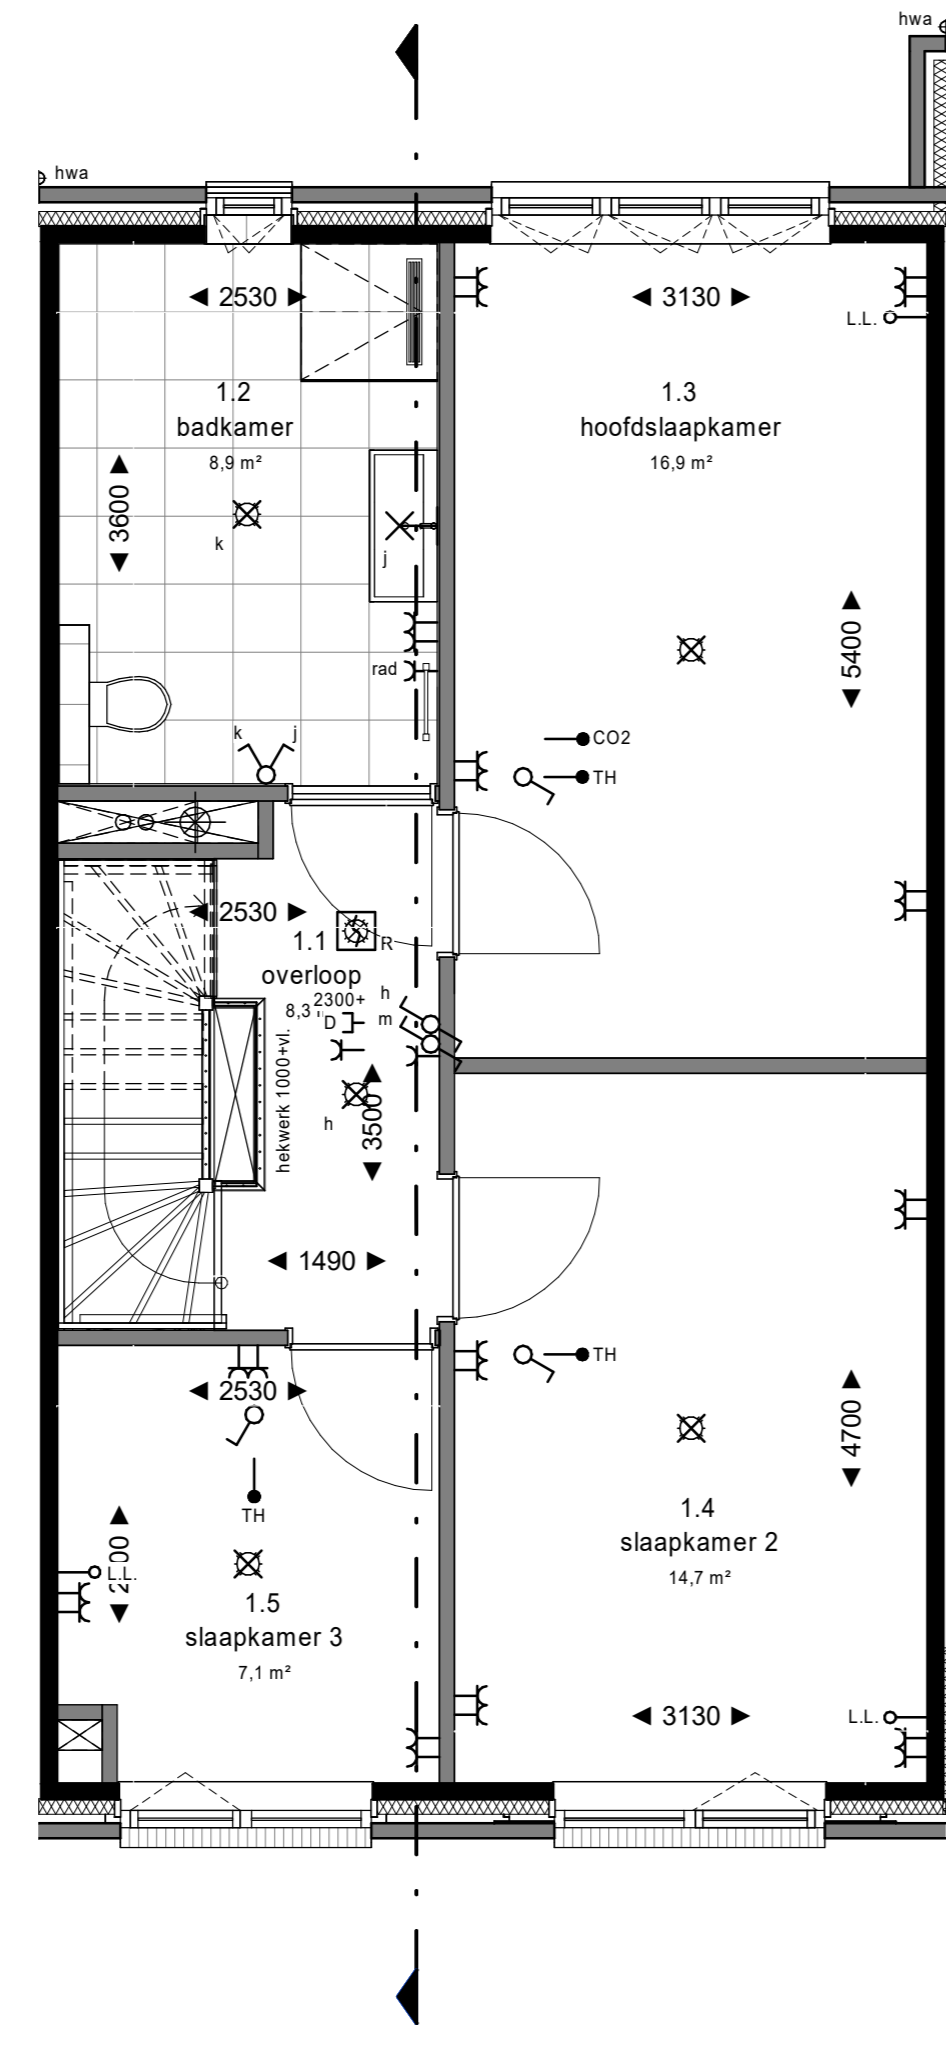 hwa
hwa
2530
3130
L.L.
1.2
badkamer
8,9 m²
1.3
hoofdslaapkamer
16,9 m²
3600
k
j
5400
rad
k
j
CO2
TH
2530
1.1
R
overloop
8,3
2300+
h
D
m
hekwerk 1000+vl.
3500
h
1490
2530
TH
4700
TH
1.4
slaapkamer 2
14,7 m²
L.L.
1.5
slaapkamer 3
7,1 m²
3130
L.L.